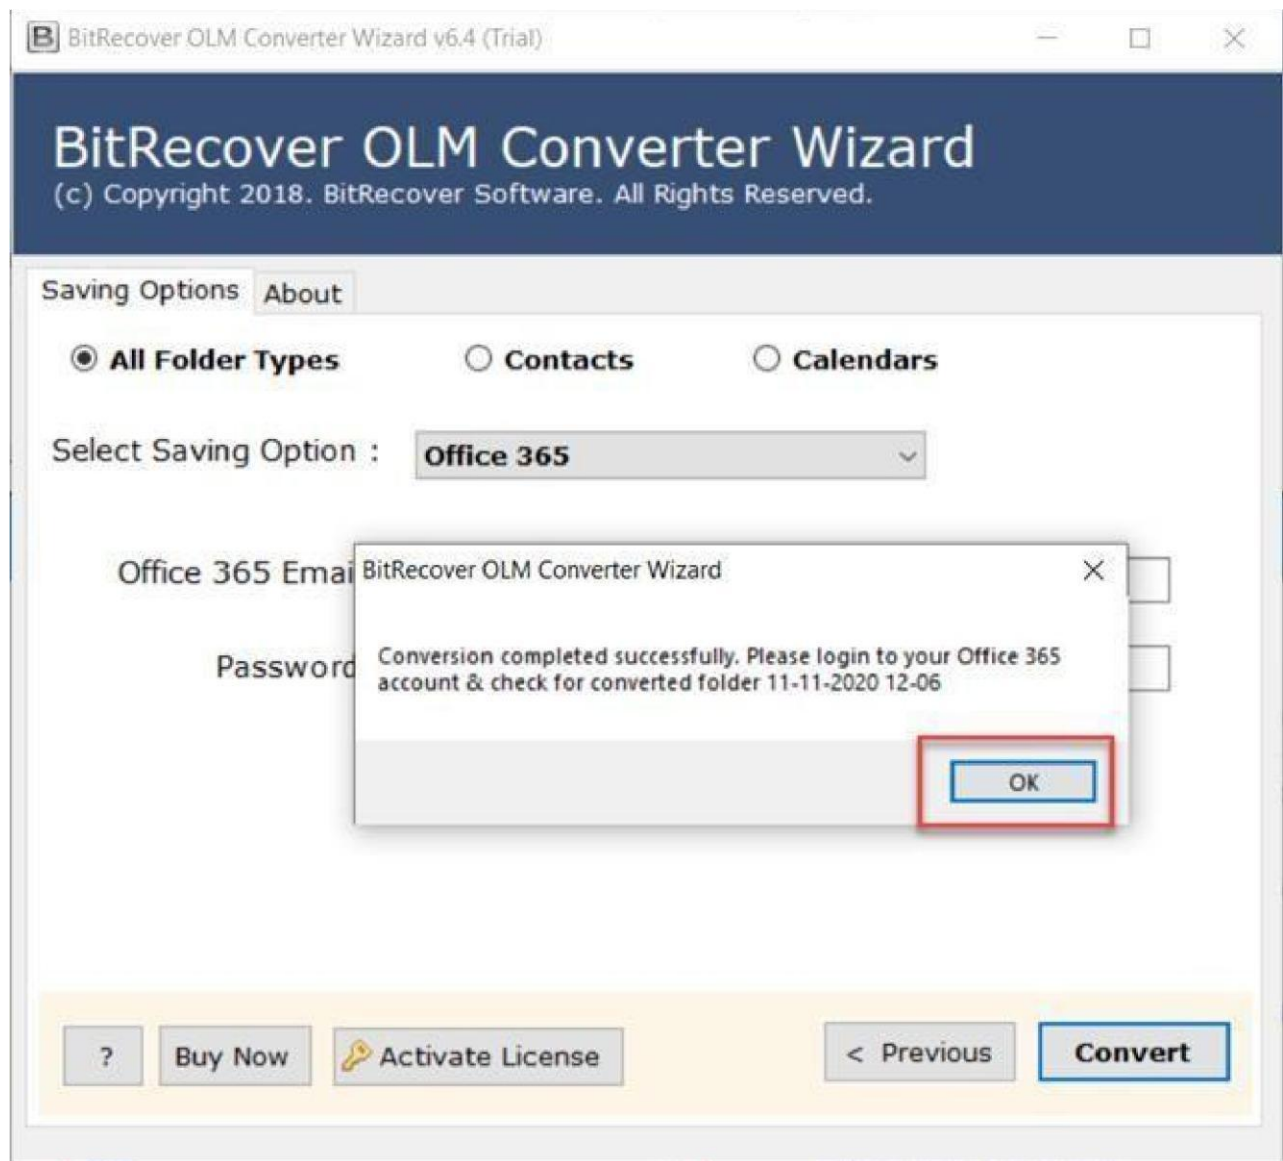 BitRecover OLM Converter Wizard v6.4 (Trial)
BitRecover OLM Converter Wizard
(c) Copyright 2018. BitRecover Software. All Rights Reserved.
Saving Options About
All Folder Types Contacts Calendars
Select Saving Option : Office 365
Office 365 Emai
BitRecover OLM Converter Wizard
Password
Conversion completed successfully. Please login to your Office 365
account & check for converted folder 11-11-2020 12-06
OK
? Buy Now Activate License < Previous Convert